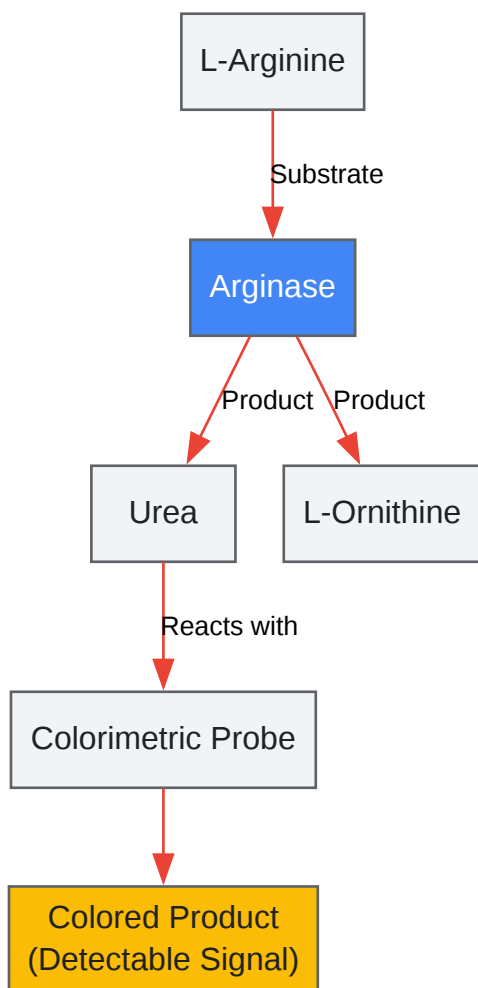 L-Arginine
Substrate
Arginase
Product Product
Urea L-Ornithine
Reacts with
Colorimetric Probe
Colored Product
(Detectable Signal)